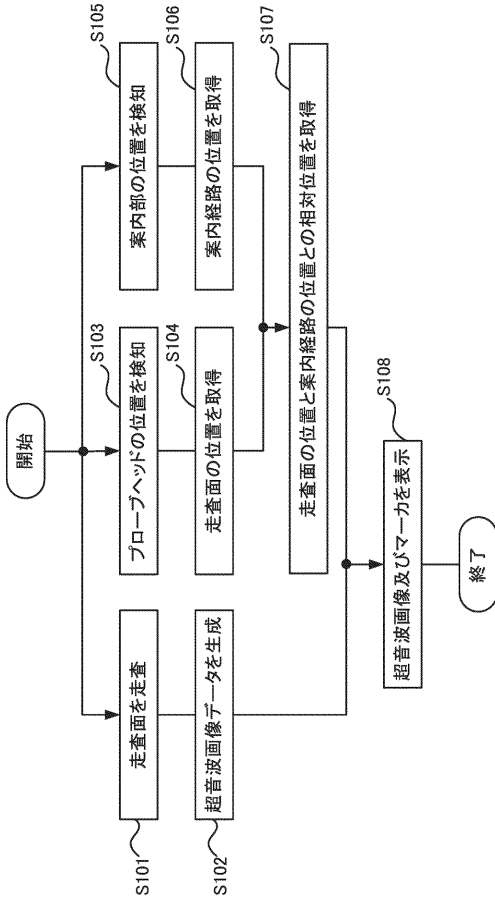 開始
S101
走査面を走査
S102
超音波画像データを生成
S103
プローブヘッドの位置を検知
S104
走査面の位置を取得
S105
案内部の位置を検知
S106
案内経路の位置を取得
S107
走査面の位置と案内経路の位置との相対位置を取得
S108
超音波画像及びマーカを表示
終了